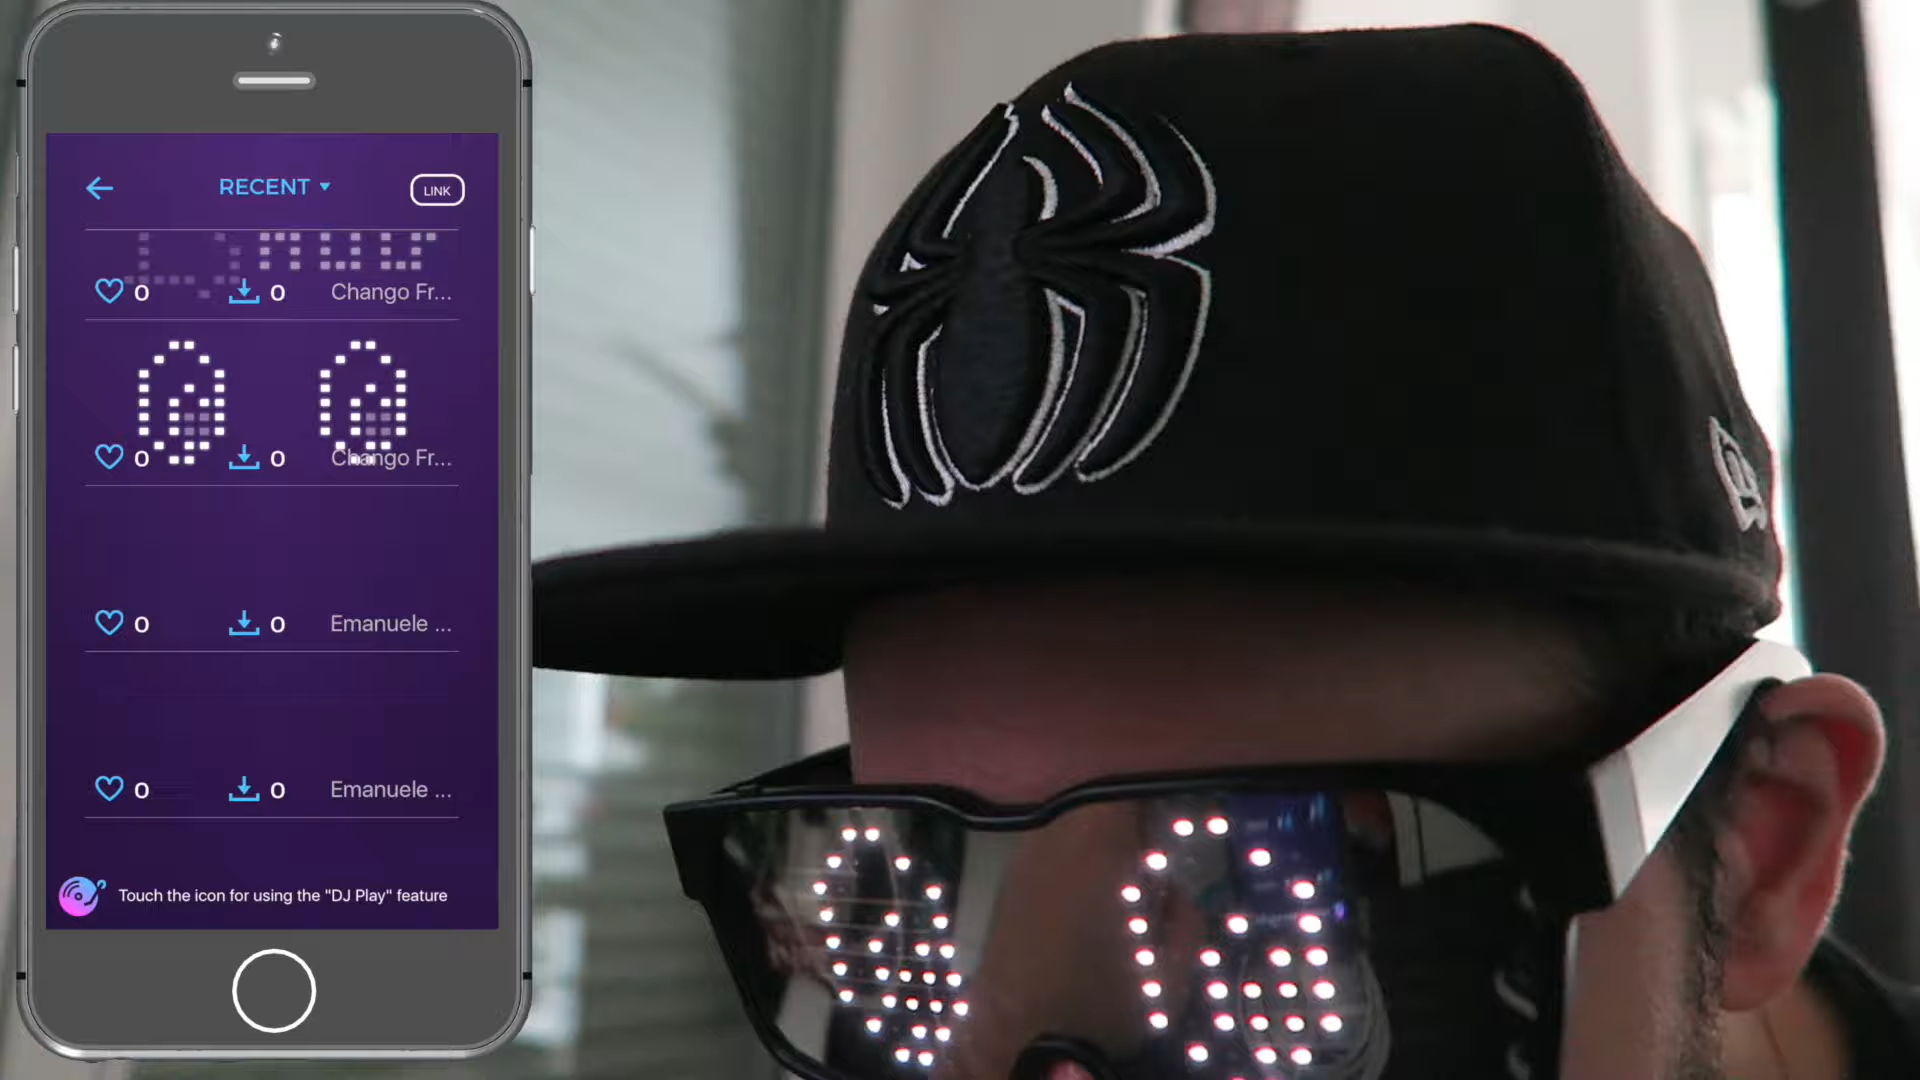 RECENT
LINK
0 0 Chango Fr...
0 0 Chango Fr...
0 0 Emanuele ...
0 0 Emanuele ...
Touch the icon for using the "DJ Play" feature